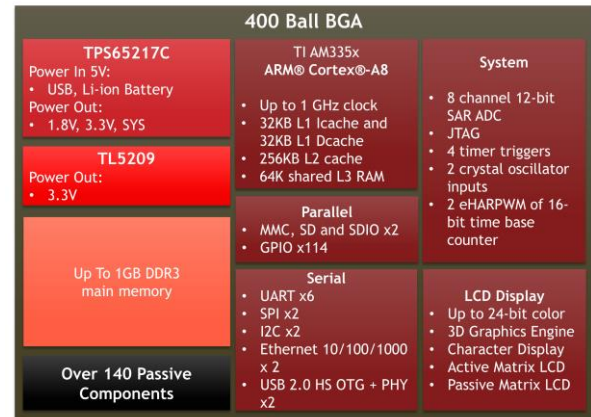 400 Ball BGA
TPS65217C
Power In 5V:
• USB, Li-ion Battery
Power Out:
• 1.8V, 3.3V, SYS
TL5209
Power Out:
• 3.3V
Up To 1GB DDR3
main memory
Over 140 Passive
Components
TI AM335x
ARM® Cortex®-A8
• Up to 1 GHz clock
• 32KB L1 Icache and
32KB L1 Dcache
• 256KB L2 cache
• 64K shared L3 RAM
Parallel
• MMC, SD and SDIO x2
• GPIO x114
Serial
• UART x6
• SPI x2
• I2C x2
• Ethernet 10/100/1000
x 2
• USB 2.0 HS OTG + PHY
x2
System
• 8 channel 12-bit
SAR ADC
• JTAG
• 4 timer triggers
• 2 crystal oscillator
inputs
• 2 eHARPWM of 16-
bit time base
counter
LCD Display
• Up to 24-bit color
• 3D Graphics Engine
• Character Display
• Active Matrix LCD
• Passive Matrix LCD